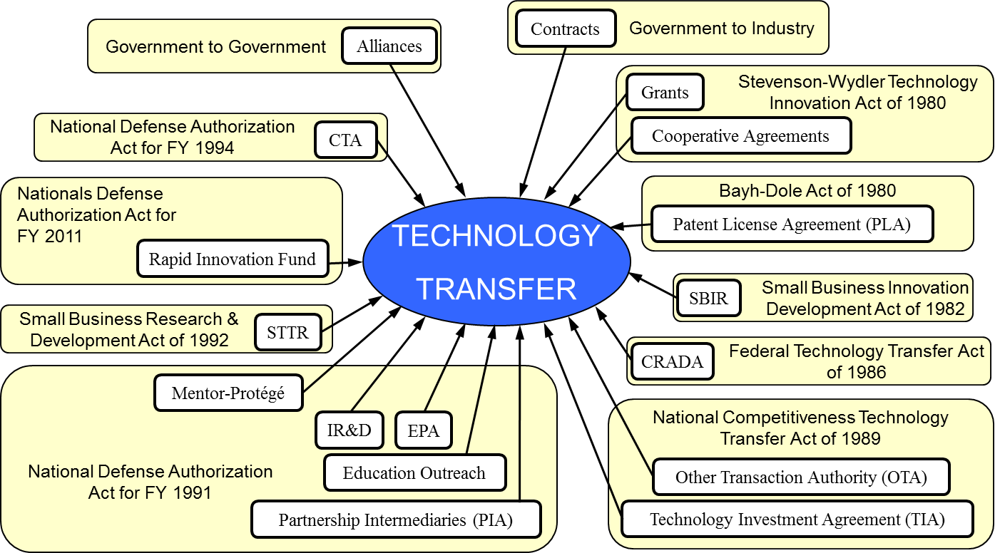 Government to Government
Alliances
Contracts
Government to Industry
Grants
Stevenson-Wydler Technology
Innovation Act of 1980
Cooperative Agreements
National Defense Authorization
Act for FY 1994
CTA
Nationals Defense
Authorization Act for
FY 2011
Rapid Innovation Fund
Bayh-Dole Act of 1980
Patent License Agreement (PLA)
TECHNOLOGY
TRANSFER
SBIR
Small Business Innovation
Development Act of 1982
Small Business Research &
Development Act of 1992
STTR
CRADA
Federal Technology Transfer Act
of 1986
Mentor-Protégé
IR&D
EPA
Education Outreach
National Defense Authorization
Act for FY 1991
Partnership Intermediaries (PIA)
National Competitiveness Technology
Transfer Act of 1989
Other Transaction Authority (OTA)
Technology Investment Agreement (TIA)